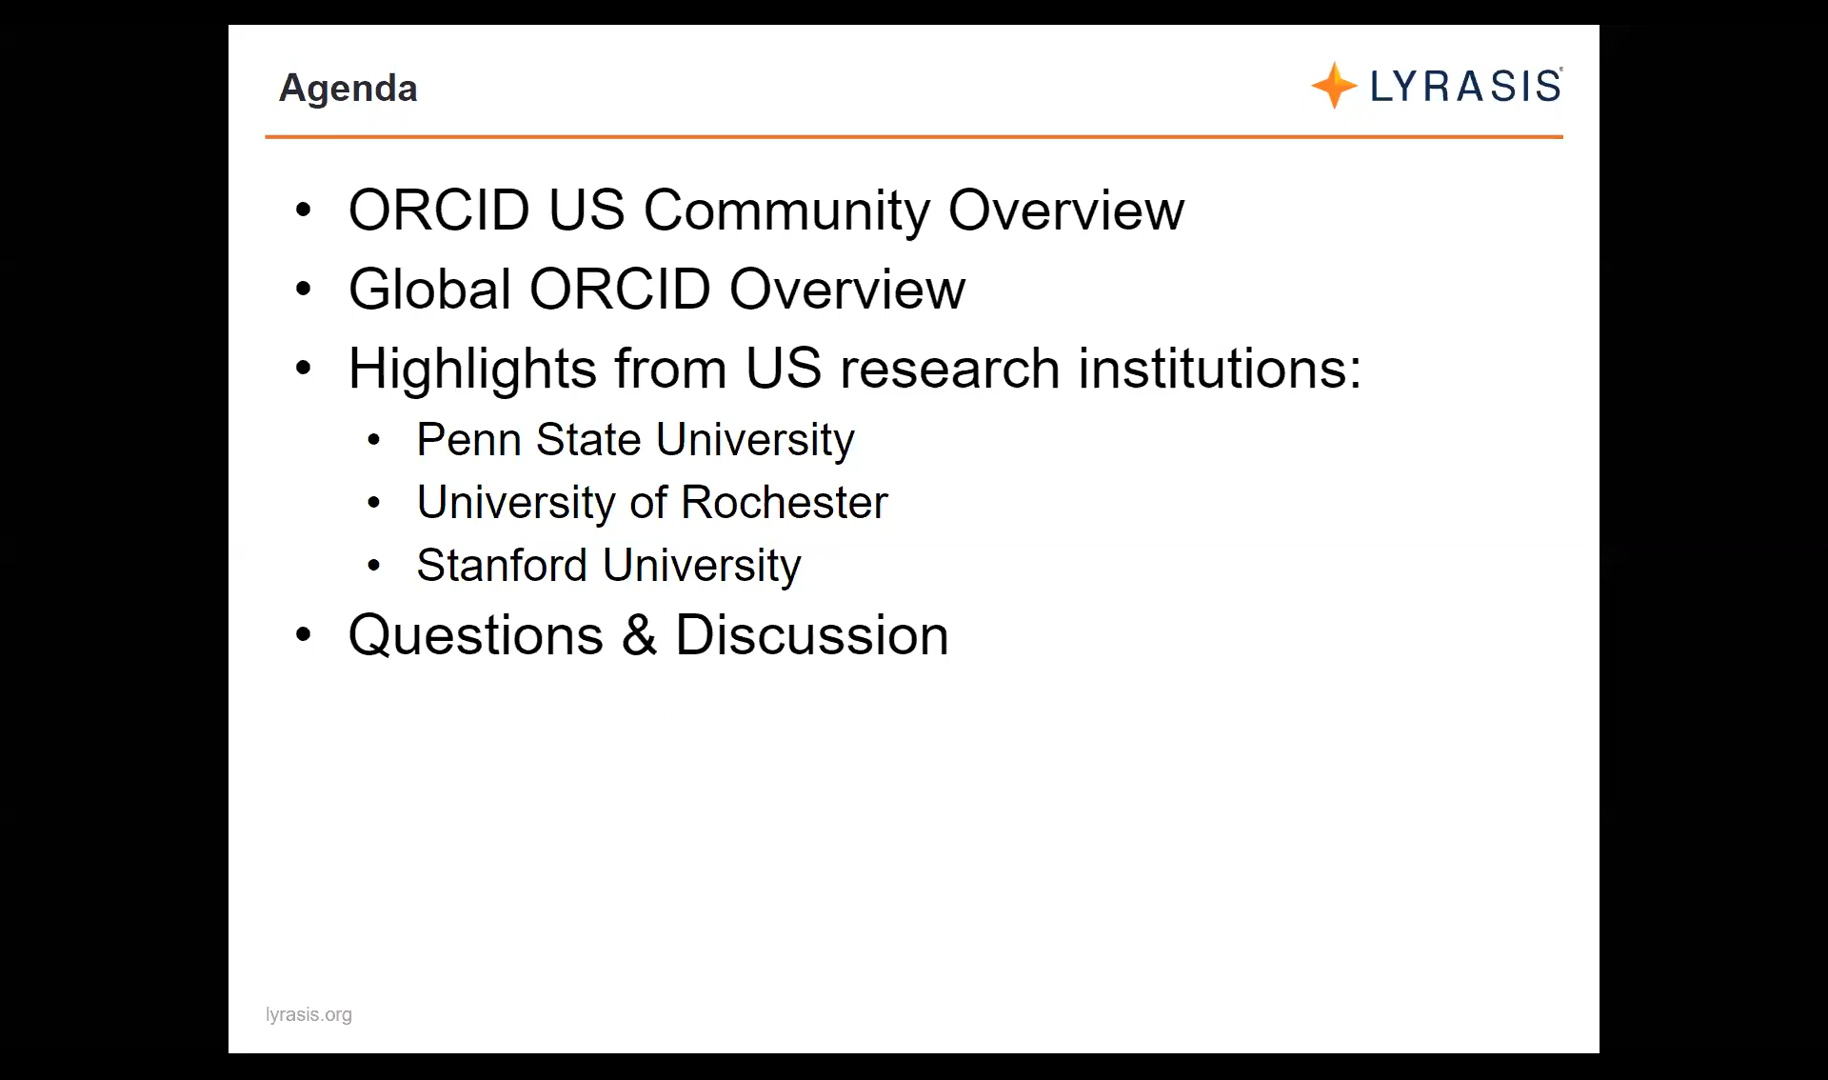 Agenda
LYRASIS
• ORCID US Community Overview
• Global ORCID Overview
• Highlights from US research institutions:
• Penn State University
• University of Rochester
• Stanford University
• Questions & Discussion
lyrasis.org